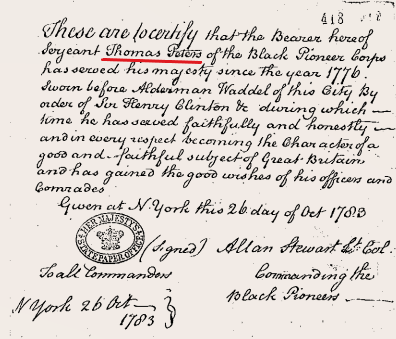 418
These are to certify that the Bearer hereof
Serjeant Thomas Peters of the Black Pioneer Corps
has served his majesty since the year 1776.
Sworn before Alderman Waddel of this City By
order of Sir Henry Clinton & during which
time he has served faithfully and honestly
and in every respect becoming the Character of a
good and faithful subject of Great Britain
and has gained the good wishes of his officers and
Comrades
Given at N York this 26 day of Oct 1783
HER MAJESTY'S
STATE PAPER OFFICE
(Signed) Allan Stewart Lt Col
To all Commanders Commanding the
Black Pioneers
N York 26 Oct
1783